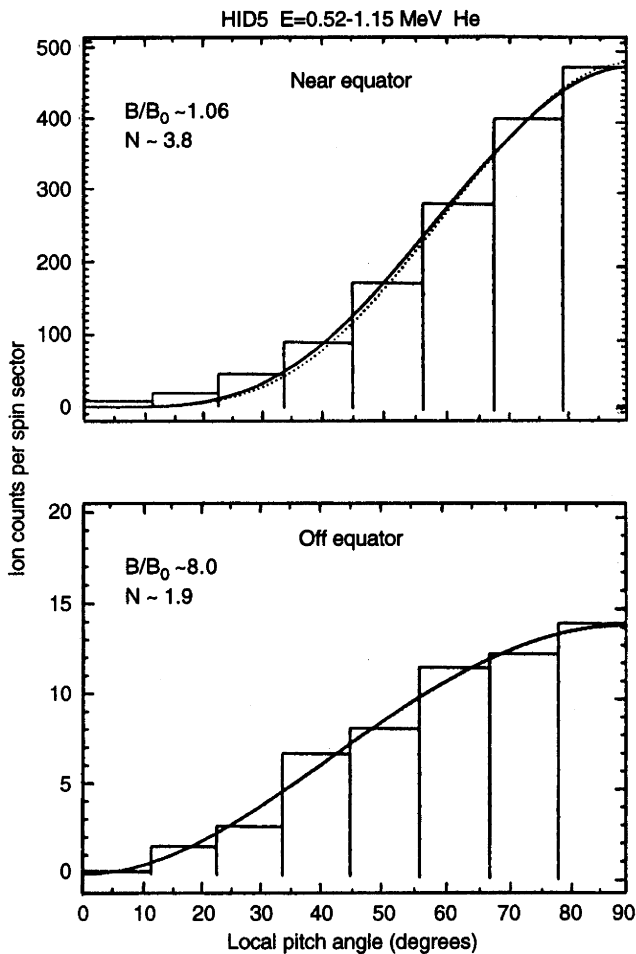 HID5 E=0.52-1.15 MeV He
500
400
300
200
100
0
Near equator
B/B0 ~1.06
N ~ 3.8
Ion counts per spin sector
20
15
10
5
0
Off equator
B/B0 ~8.0
N ~ 1.9
0 10 20 30 40 50 60 70 80 90
Local pitch angle (degrees)